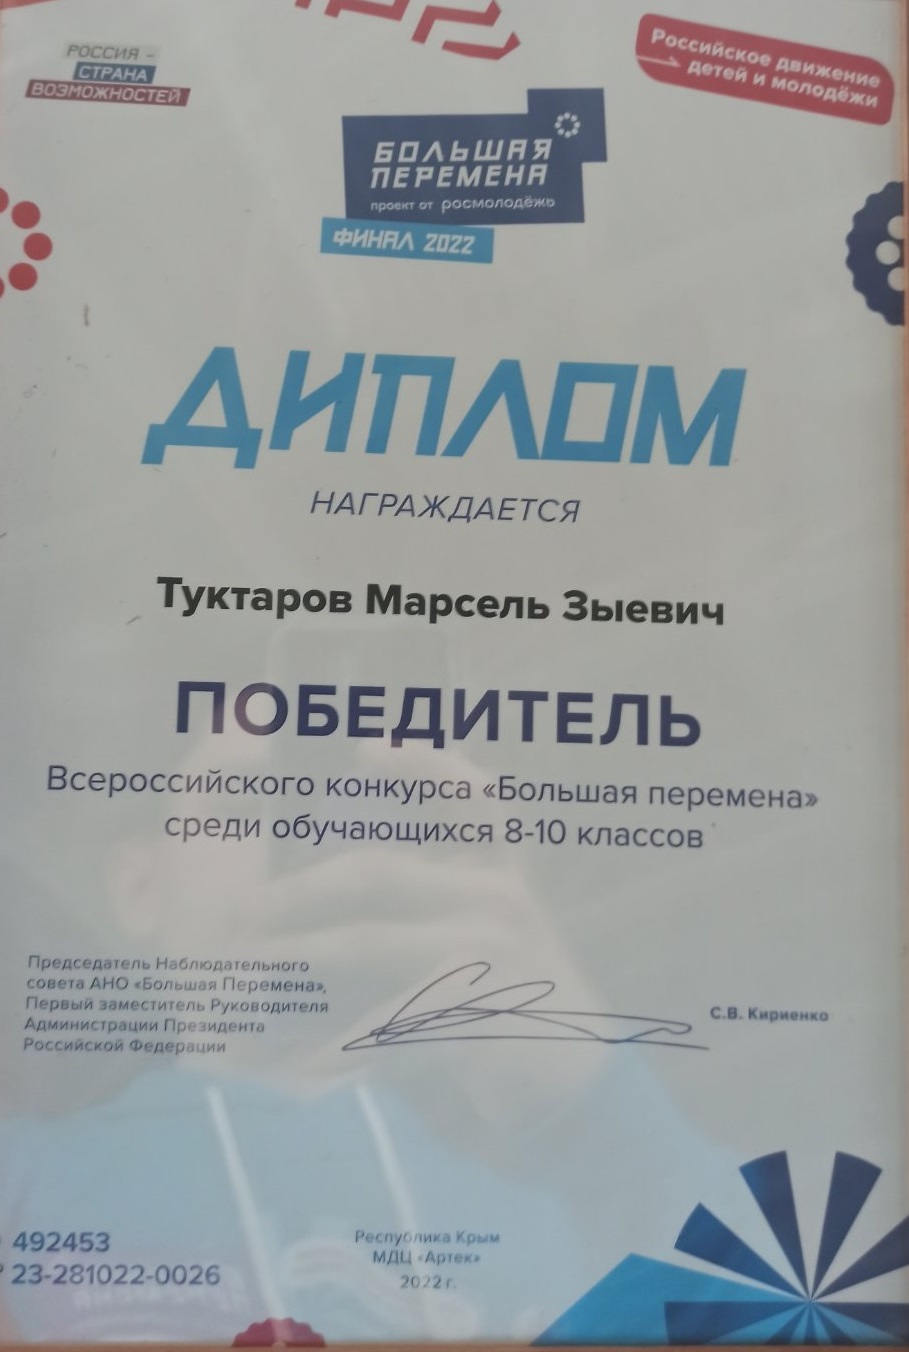 РОССИЯ –
СТРАНА
ВОЗМОЖНОСТЕЙ
Российское движение
детей и молодёжи
БОЛЬШАЯ
ПЕРЕМЕНА
проект от росмолодёжь
ФИНАЛ 2022
ДИПЛОМ
НАГРАЖДАЕТСЯ
Туктаров Марсель Зыевич
ПОБЕДИТЕЛЬ
Всероссийского конкурса «Большая перемена»
среди обучающихся 8-10 классов
Председатель Наблюдательного
совета АНО «Большая Перемена»,
Первый заместитель Руководителя
Администрации Президента
Российской Федерации
С.В. Кириенко
492453
23-281022-0026
Республика Крым
МДЦ «Артек»
2022 г.